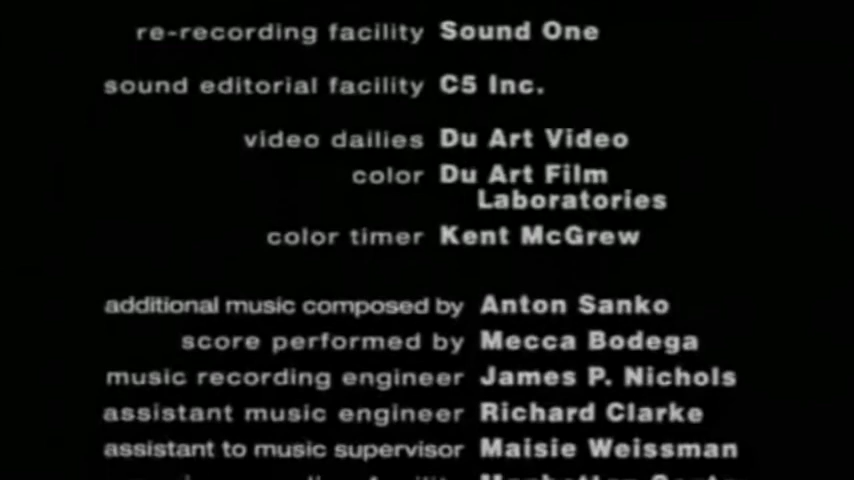 re-recording facility Sound One
sound editorial facility C5 Inc.
video dailies Du Art Video
color Du Art Film
Laboratories
color timer Kent McGrew
additional music composed by Anton Sanko
score performed by Mecca Bodega
music recording engineer James P. Nichols
assistant music engineer Richard Clarke
assistant to music supervisor Maisie Weissman